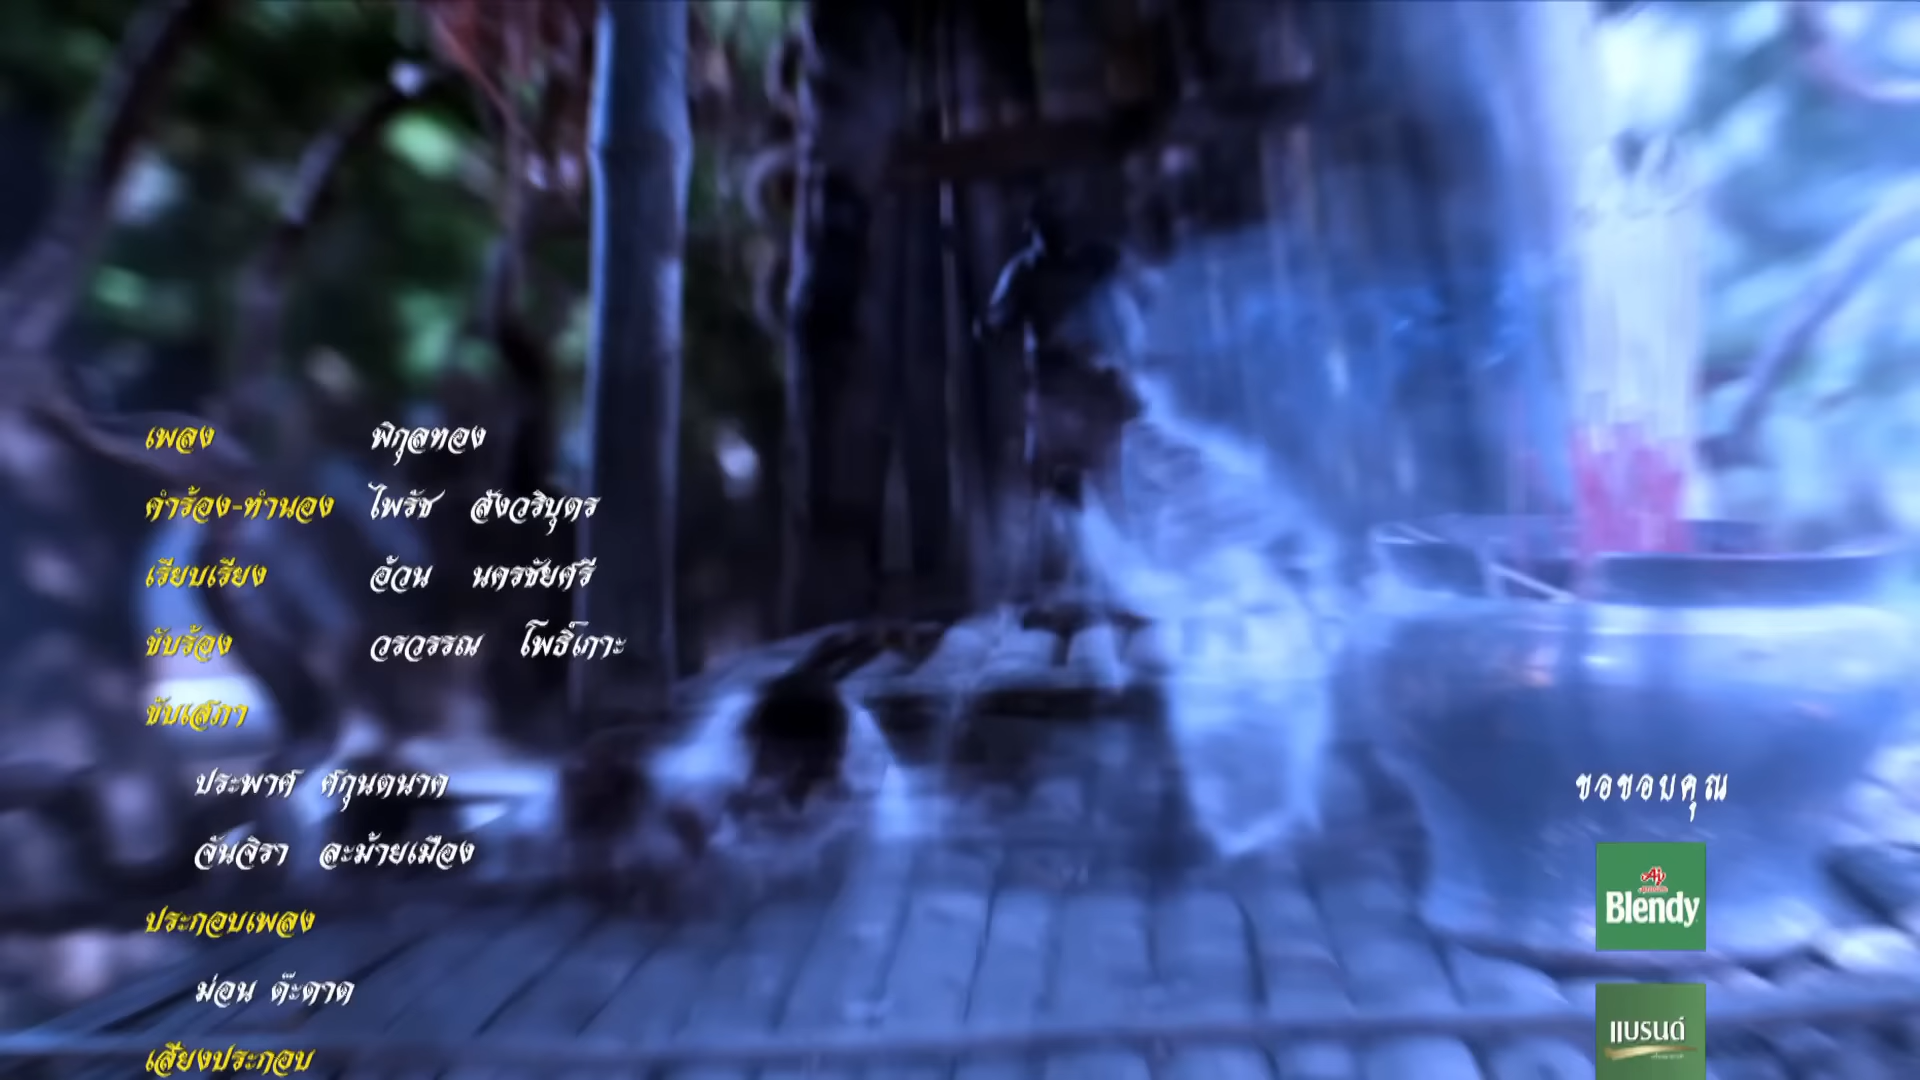 เพลง พิกุลทอง
คำร้อง-ทำนอง ไพรัช สังวริบุตร
เรียบเรียง อ้วน นครชัยศรี
ขับร้อง วรวรรณ โพธิ์เกาะ
ขับเสภา
ประพาศ ศกุนตนาค
จันจิรา ละม้ายเมือง
ประกอบเพลง
ม่อน ต๊ะตาด
เสียงประกอบ
ขอขอบคุณ
Blendy
แบรนด์